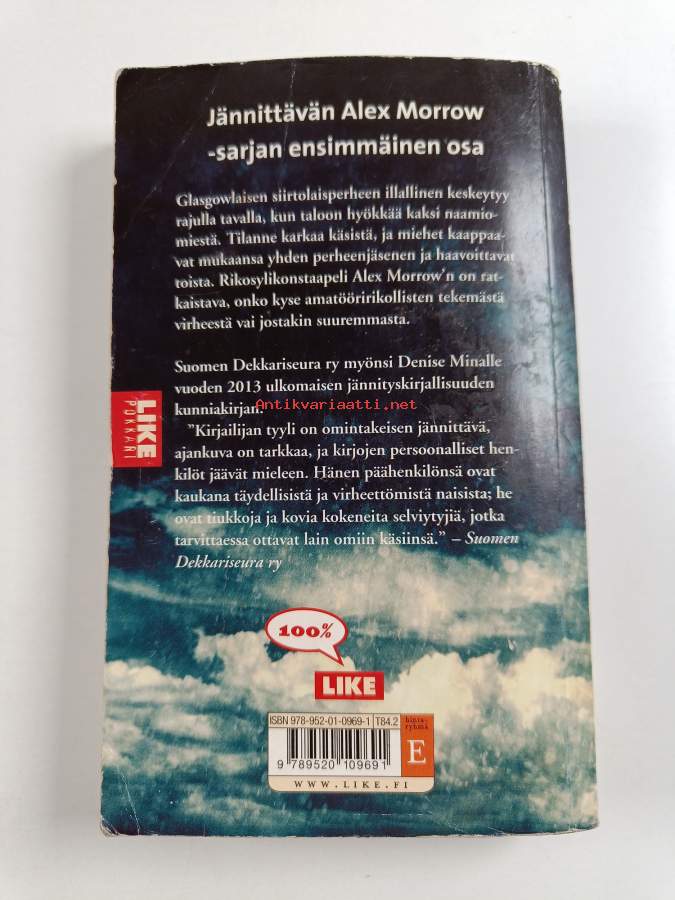 Jännittävän Alex Morrow
-sarjan ensimmäinen osa
Glasgowlaisen siirtolaisperheen illallinen keskeytyy
rajulla tavalla, kun taloon hyökkää kaksi naamio-
miestä. Tilanne karkaa käsistä, ja miehet kaappaa-
vat mukaansa yhden perheenjäsenen ja haavoittavat
toista. Rikosylikonstaapeli Alex Morrow'n on rat-
kaistava, onko kyse amatööririkollisten tekemästä
virheestä vai jostakin suuremmasta.
Suomen Dekkariseura ry myönsi Denise Minalle
vuoden 2013 ulkomaisen jännityskirjallisuuden
kunniakirjan.
Antikvariaatti.net
"Kirjailijan tyyli on omintakeisen jännittävä,
ajankuva on tarkkaa, ja kirjojen persoonalliset hen-
kilöt jäävät mieleen. Hänen päähenkilönsä ovat
kaukana täydellisistä ja virheettömistä naisista; he
ovat tiukkoja ja kovia kokeneita selviytyjiä, jotka
tarvittaessa ottavat lain omiin käsiinsä." – Suomen
Dekkariseura ry
LIKE
POKKARI
100%
LIKE
ISBN 978-952-01-0969-1 T84.2
hinta-
ryhmä
E
9 789520 109691
WWW.LIKE.FI